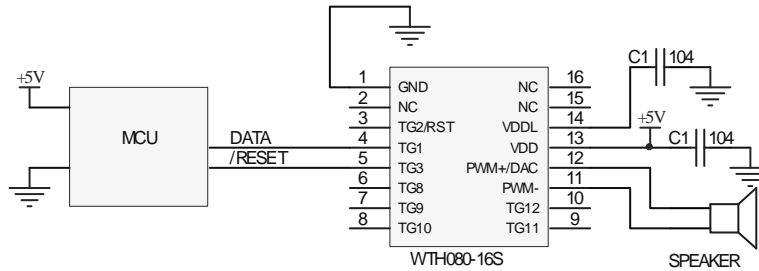 C1 104
+5V
1 GND NC 16
2 NC NC 15
3 TG2/RST VDDL 14
+5V
MCU
DATA 4 TG1 VDD 13
C1 104
/RESET 5 TG3 PWM+/DAC 12
6 TG8 PWM- 11
7 TG9 TG12 10
8 TG10 TG11 9
WTH080-16S
SPEAKER